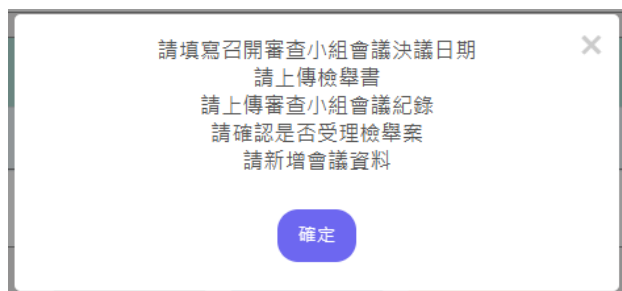 請填寫召開審查小組會議決議日期
請上傳檢舉書
請上傳審查小組會議紀錄
請確認是否受理檢舉案
請新增會議資料
確定